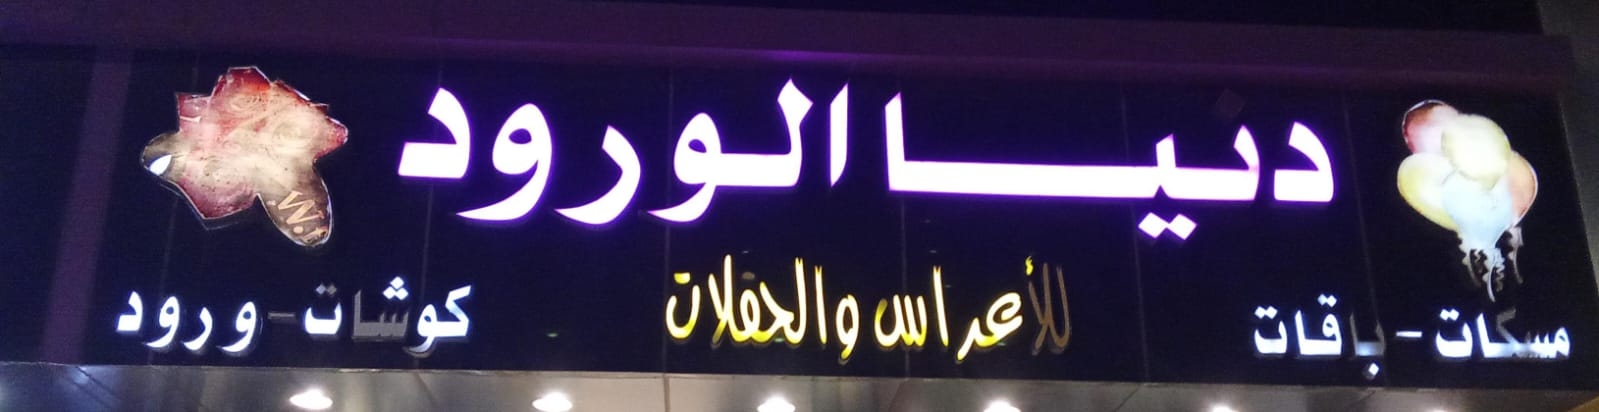 دنيا الورود
للأعراس والحفلات
مسكات - باقات
كوشات - ورود